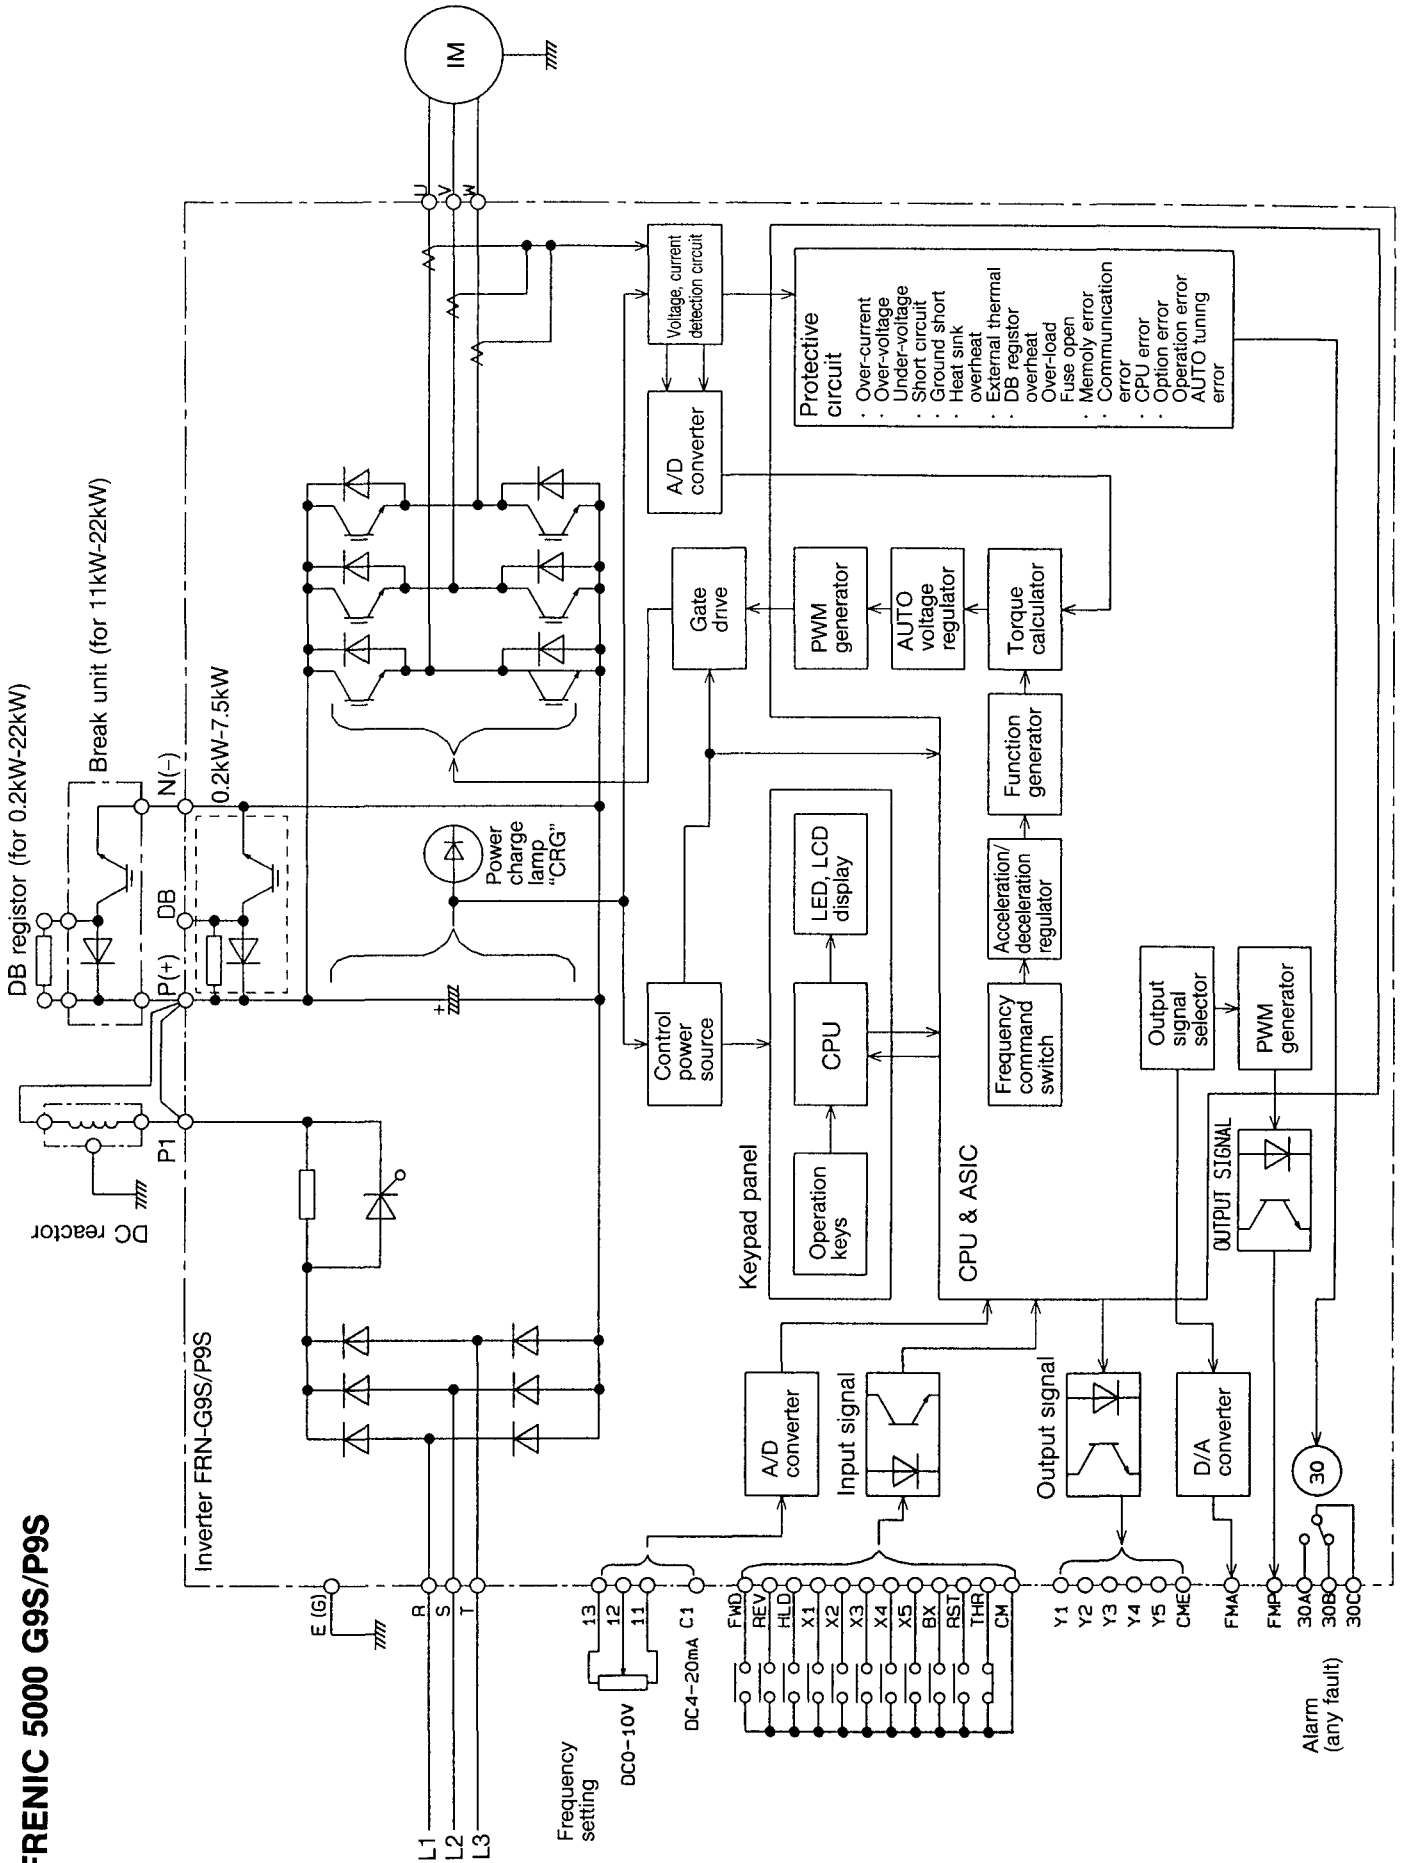 FRENIC 5000 G9S/P9S
DB registor (for 0.2kW-22kW)
Break unit (for 11kW-22kW)
N(-)
0.2kW-7.5kW
DB
P(+)
P1
DC reactor
Inverter FRN-G9S/P9S
IM
U
V
W
Power
charge
lamp
"CRG"
+
E (G)
R
S
T
L1
L2
L3
Voltage, current
detection circuit
A/D
converter
Protective
circuit
· Over-current
· Over-voltage
Under-voltage
· Short circuit
· Ground short
· Heat sink
overheat
· External thermal
· DB registor
overheat
Over-load
Fuse open
· Memoly error
· Communication
error
· CPU error
· Option error
Operation error
AUTO tuning
error
Gate
drive
PWM
generator
AUTO
voltage
regulator
Torque
calculator
Function
generator
Acceleration/
deceleration
regulator
Frequency
command
switch
Control
power
source
Keypad panel
LED, LCD
display
CPU
Operation
keys
CPU & ASIC
Output
signal
selector
PWM
generator
OUTPUT SIGNAL
Frequency
setting
DC0-10V
DC4-20mA
13
12
11
C1
A/D
converter
Input signal
FWD
REV
HLD
X1
X2
X3
X4
X5
BX
RST
THR
CM
Output signal
Y1
Y2
Y3
Y4
Y5
CME
D/A
converter
FMA
FMP
30
30A
30B
30C
Alarm
(any fault)